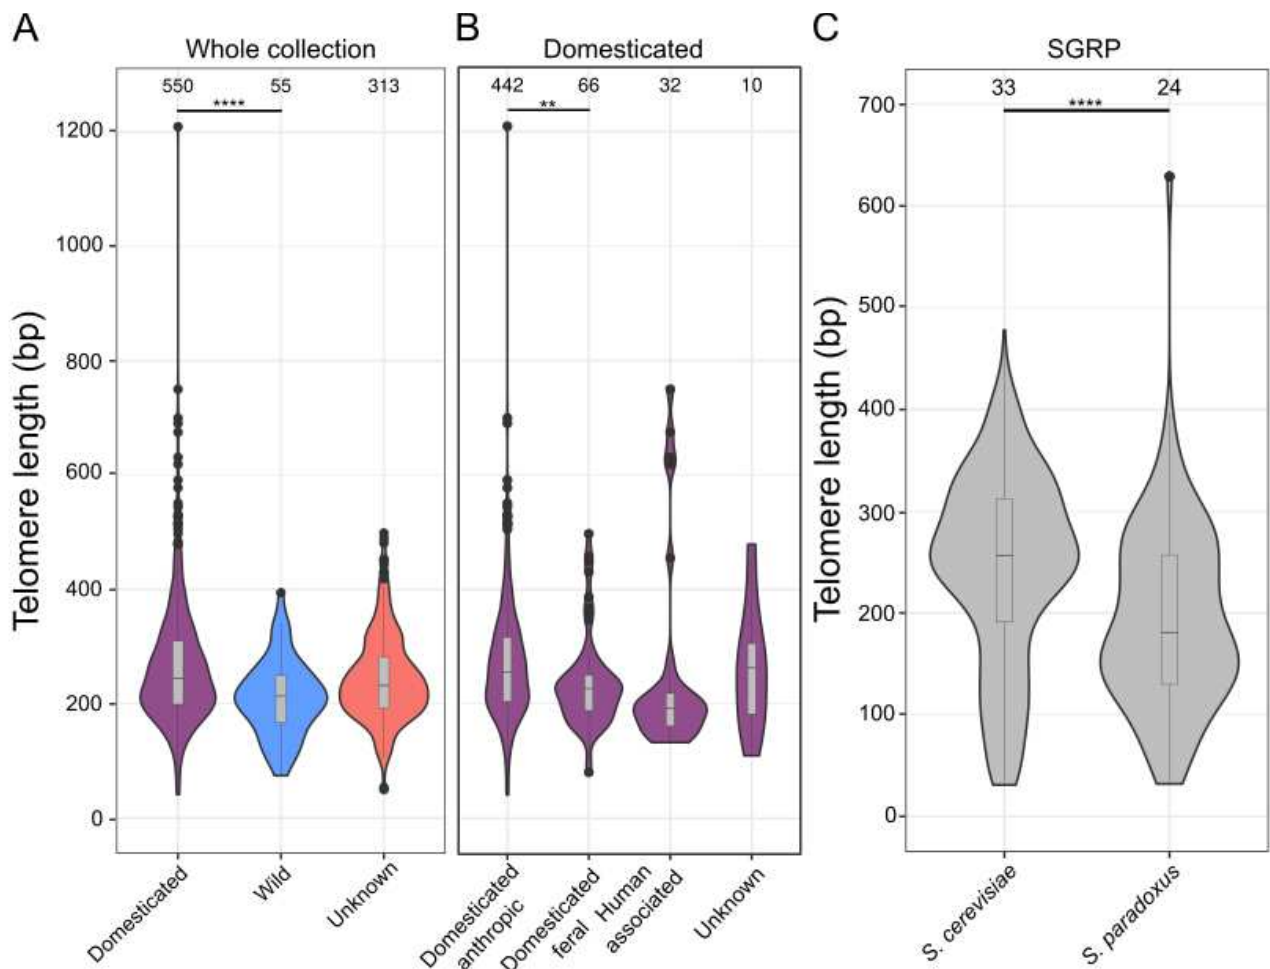 A
Whole collection
550 55 313
****
1200
1000
800
600
400
200
0
Telomere length (bp)
Domesticated
Wild
Unknown
B
Domesticated
442 66 32 10
**
Domesticated
anthropic
Domesticated
feral
Human
associated
Unknown
C
SGRP
33 24
****
700
600
500
400
300
200
100
0
Telomere length (bp)
S. cerevisiae
S. paradoxus